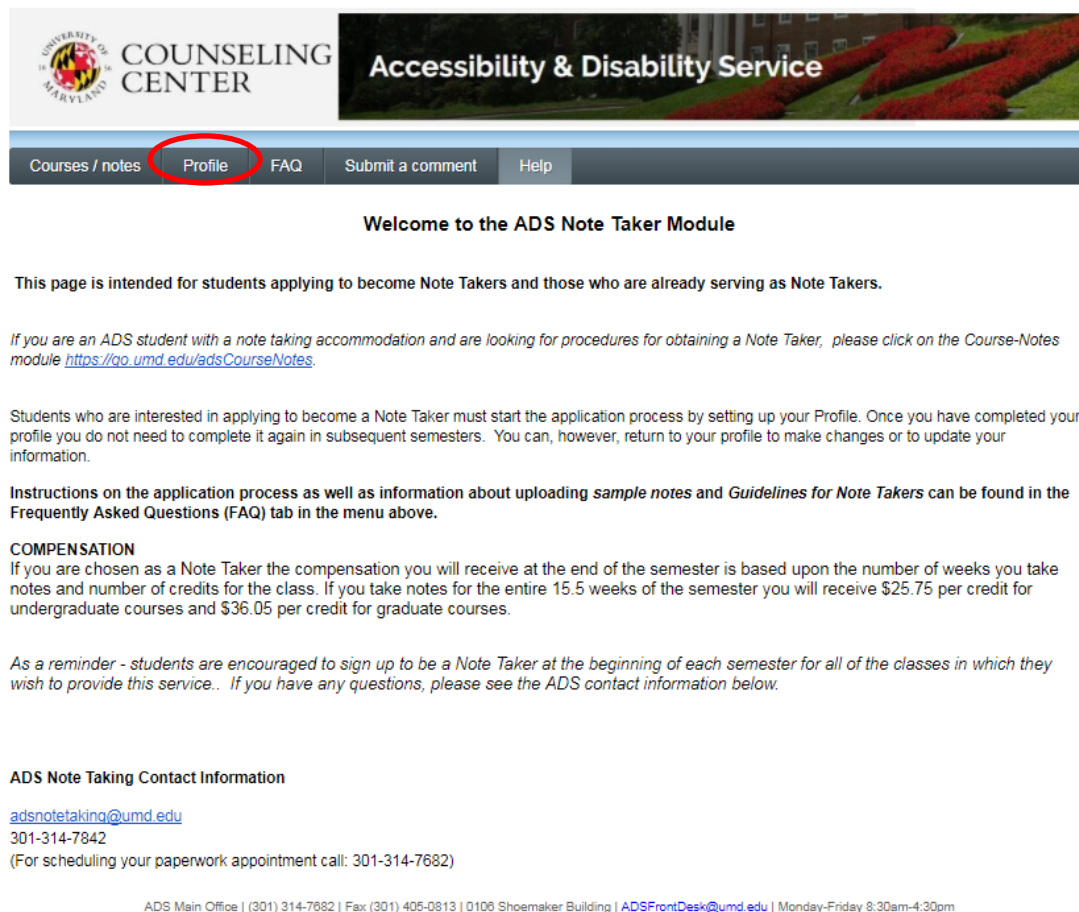 UNIVERSITY OF
18 56
MARYLAND
COUNSELING
CENTER
Accessibility & Disability Service
Courses / notes Profile FAQ Submit a comment Help
Welcome to the ADS Note Taker Module
This page is intended for students applying to become Note Takers and those who are already serving as Note Takers.
If you are an ADS student with a note taking accommodation and are looking for procedures for obtaining a Note Taker, please click on the Course-Notes
module https://go.umd.edu/adsCourseNotes.
Students who are interested in applying to become a Note Taker must start the application process by setting up your Profile. Once you have completed your
profile you do not need to complete it again in subsequent semesters. You can, however, return to your profile to make changes or to update your
information.
Instructions on the application process as well as information about uploading sample notes and Guidelines for Note Takers can be found in the
Frequently Asked Questions (FAQ) tab in the menu above.
COMPENSATION
If you are chosen as a Note Taker the compensation you will receive at the end of the semester is based upon the number of weeks you take
notes and number of credits for the class. If you take notes for the entire 15.5 weeks of the semester you will receive $25.75 per credit for
undergraduate courses and $36.05 per credit for graduate courses.
As a reminder - students are encouraged to sign up to be a Note Taker at the beginning of each semester for all of the classes in which they
wish to provide this service.. If you have any questions, please see the ADS contact information below.
ADS Note Taking Contact Information
adsnotetaking@umd.edu
301-314-7842
(For scheduling your paperwork appointment call: 301-314-7682)
ADS Main Office | (301) 314-7682 | Fax (301) 405-0813 | 0106 Shoemaker Building | ADSFrontDesk@umd.edu | Monday-Friday 8:30am-4:30pm